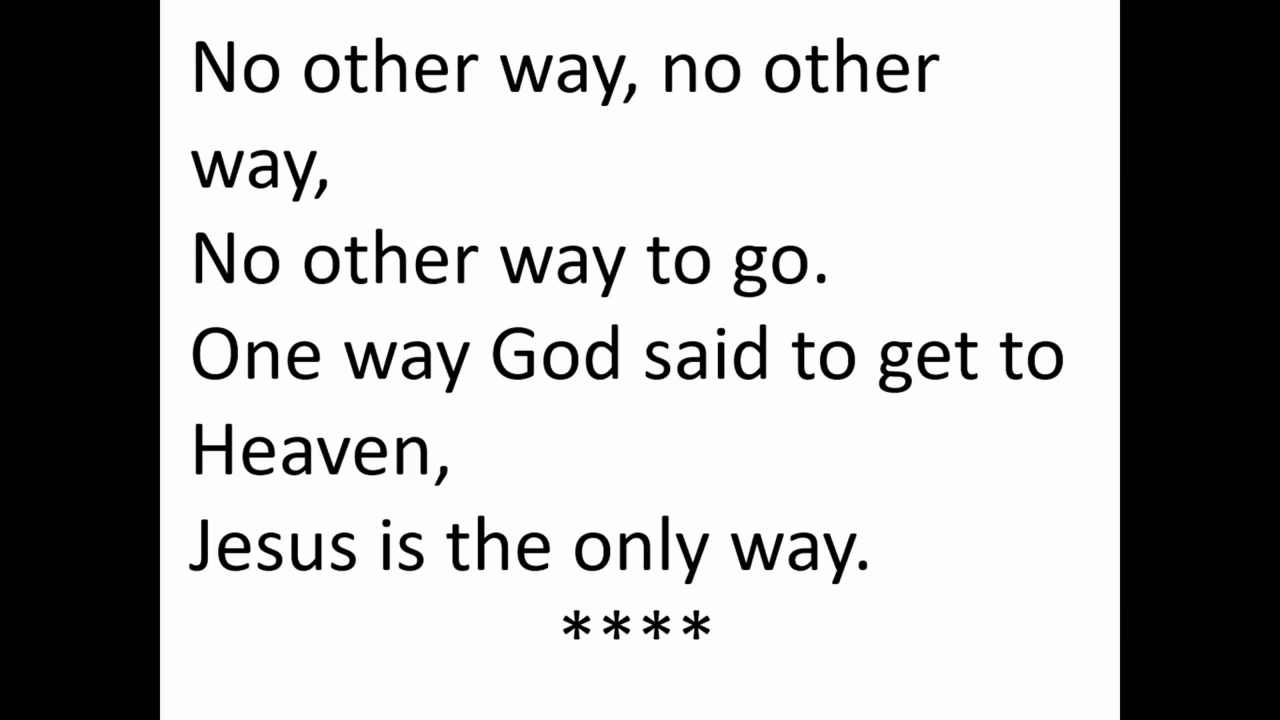 No other way, no other
way,
No other way to go.
One way God said to get to
Heaven,
Jesus is the only way.
****